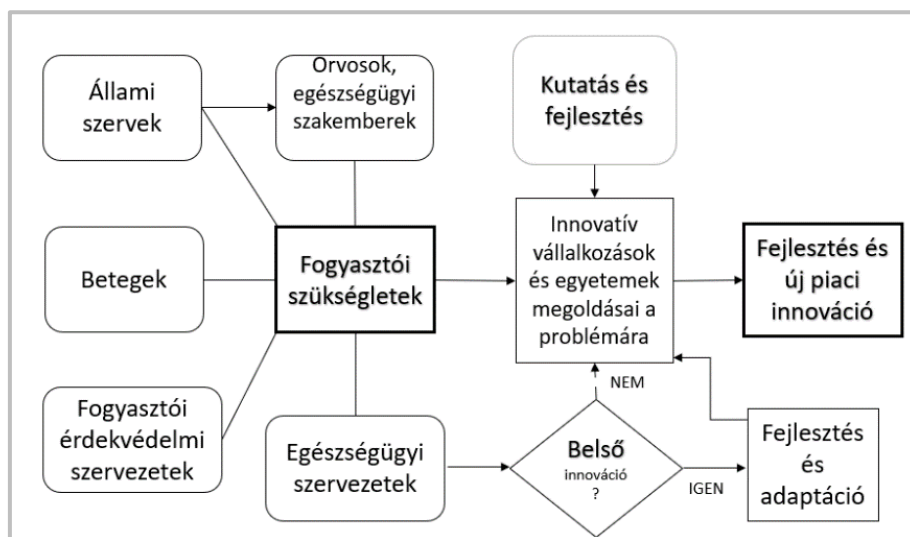 Állami
szervek
Orvosok,
egészségügyi
szakemberek
Kutatás és
fejlesztés
Betegek
Fogyasztói
szükségletek
Innovatív
vállalkozások
és egyetemek
megoldásai a
problémára
Fejlesztés és
új piaci
innováció
Fogyasztói
érdekvédelmi
szervezetek
Egészségügyi
szervezetek
NEM
Belső
innováció
?
IGEN
Fejlesztés
és
adaptáció